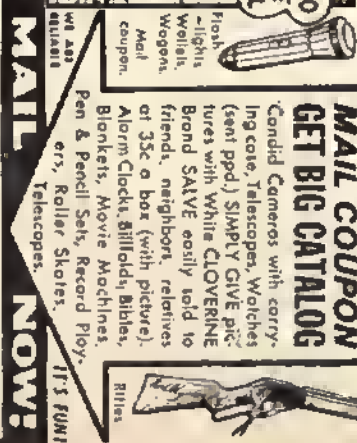 MAIL COUPON
GET BIG CATALOG
Candid Cameras with carry-
ing case, Telescopes, Watches
(sent ppd.) SIMPLY GIVE pic-
tures with White CLOVERINE
Brand SALVE easily sold to
friends, neighbors, relatives
at 35c a box (with picture).
Alarm Clocks, Billfolds, Bibles,
Blankets, Movie Machines,
Pen & Pencil Sets, Record Play-
ers, Roller Skates,
Telescopes.
Flash
-lights
Wallets.
Wagons.
Mail
coupon.
Rifles
IT'S FUN!
WE ARE
RELIABLE
MAIL NOW!